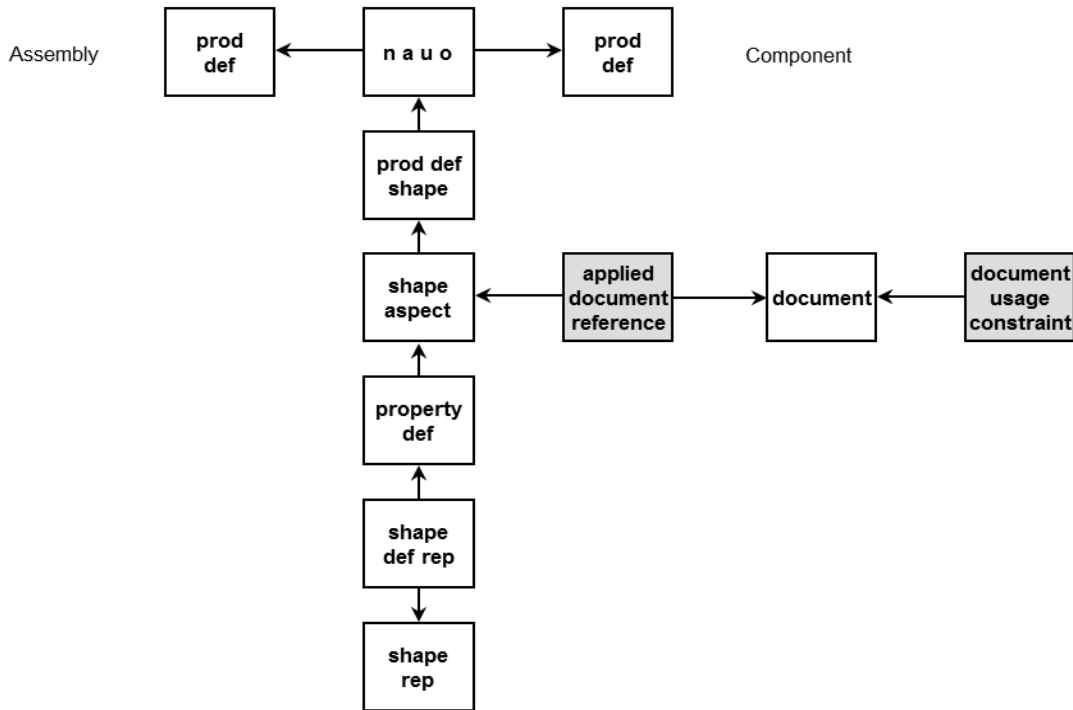 Assembly
prod
def
n a u o
prod
def
Component
prod def
shape
shape
aspect
applied
document
reference
document
document
usage
constraint
property
def
shape
def rep
shape
rep